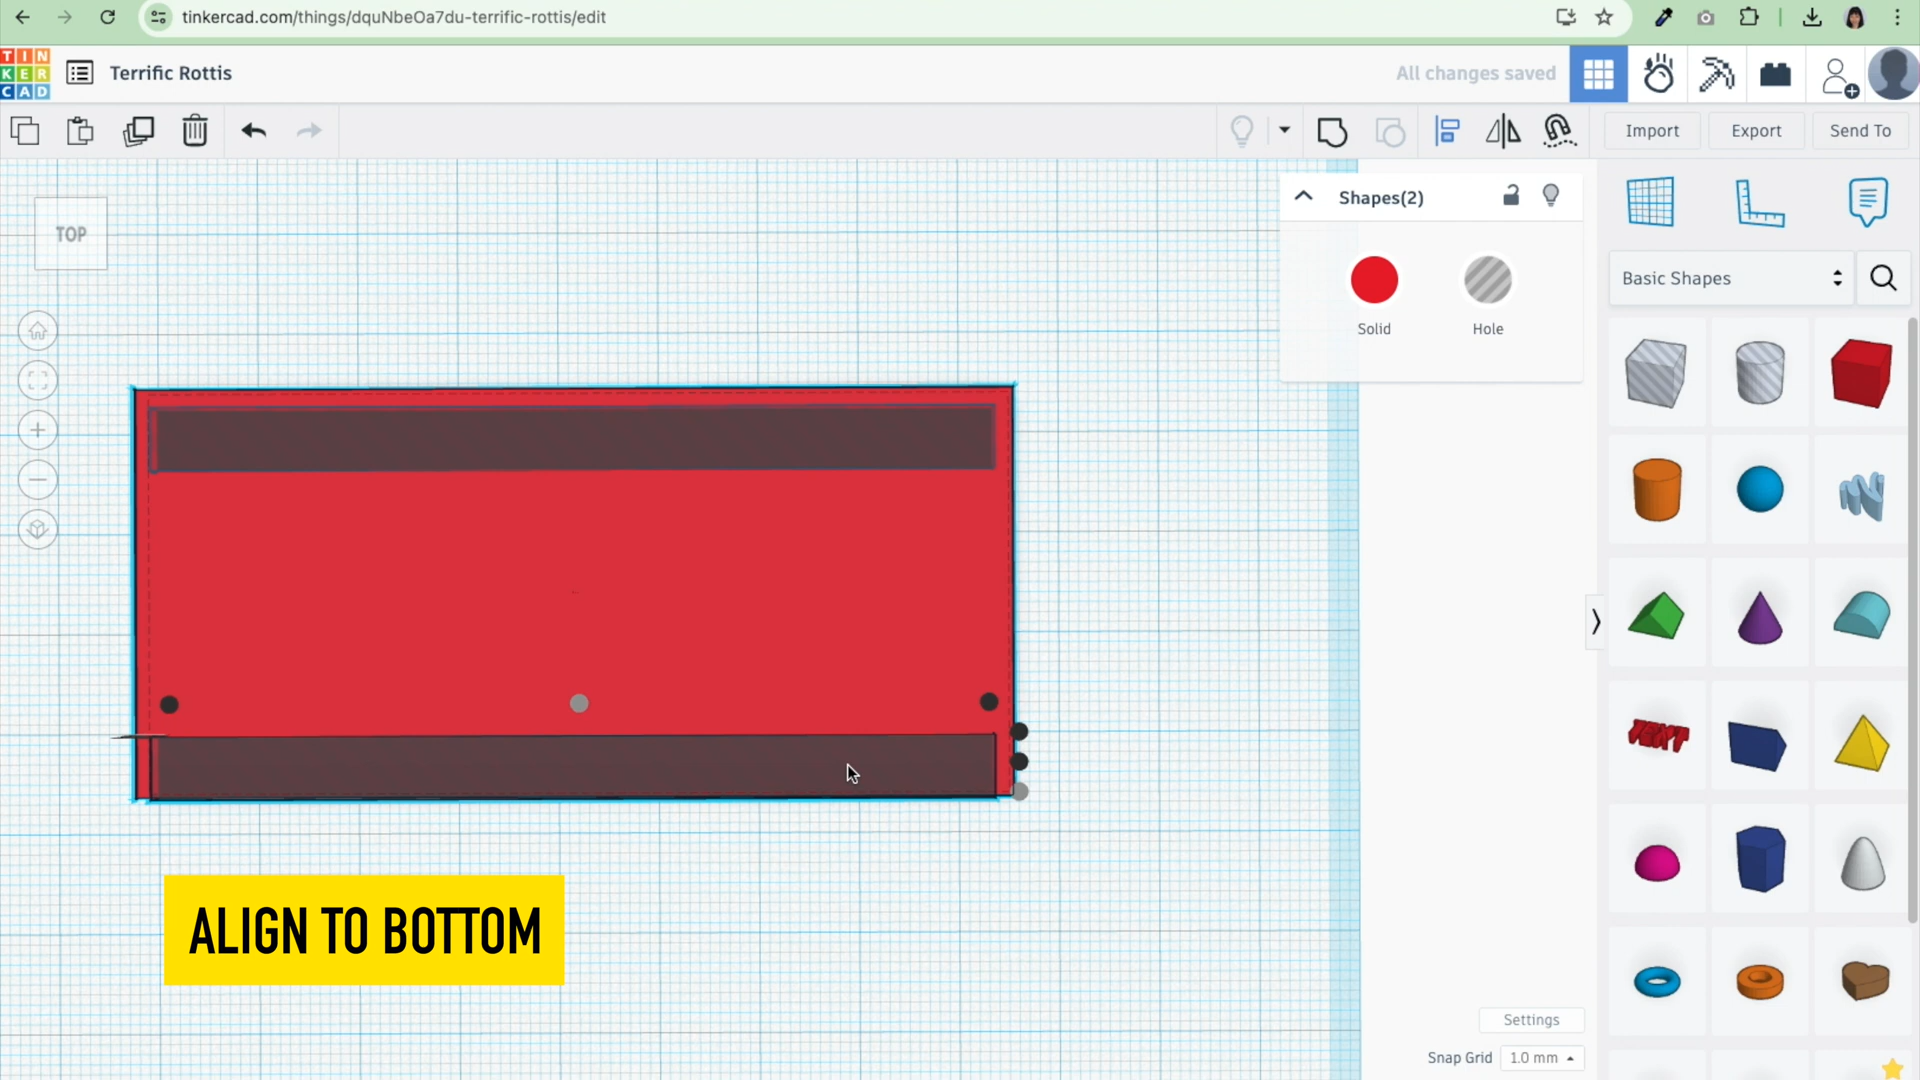 tinkercad.com/things/dquNbeOa7du-terrific-rottis/edit
TIN
KER
CAD
Terrific Rottis
All changes saved
Import
Export
Send To
TOP
Shapes(2)
Solid
Hole
Basic Shapes
TEXT
ALIGN TO BOTTOM
Settings
Snap Grid
1.0 mm